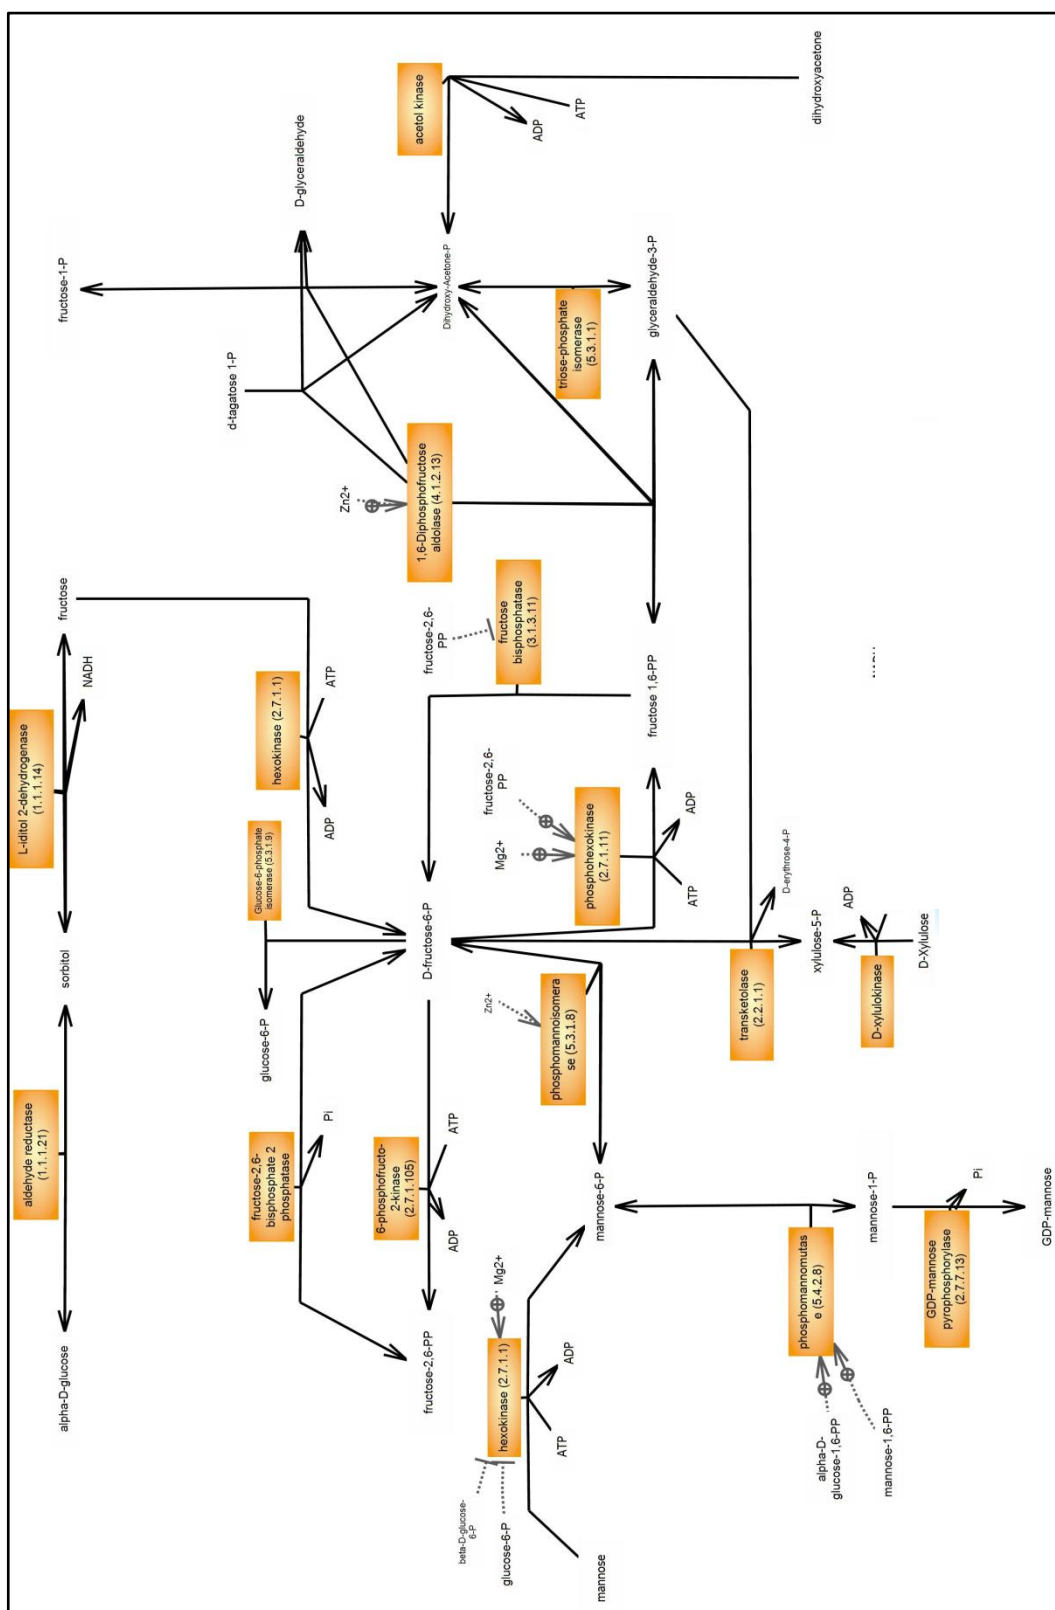 alpha-D-glucose
aldehyde reductase
(1.1.1.21)
sorbitol
L-iditol 2-dehydrogenase
(1.1.1.14)
NADH
fructose
fructose-1-P
d-tagatose 1-P
D-glyceraldehyde
glucose-6-P
Glucose-6-phosphate
isomerase (5.3.1.9)
hexokinase (2.7.1.1)
ADP
ATP
fructose-2,6-
bisphosphate 2
phosphatase
Pi
Zn2+
1,6-Diphosphofructose
aldolase (4.1.2.13)
acetol kinase
ADP
ATP
dihydroxyacetone
fructose-2,6-PP
6-phosphofructo-
2-kinase
(2.7.1.105)
ADP
ATP
D-fructose-6-P
fructose-2,6-
PP
fructose
bisphosphatase
(3.1.3.11)
Dihydroxy-Acetone-P
beta-D-glucose-
6-P
glucose-6-P
hexokinase (2.7.1.1)
Mg2+
ATP
ADP
Zn2+
phosphomannoisomera
se (5.3.1.8)
Mg2+
fructose-2,6-
PP
phosphohexokinase
(2.7.1.11)
ATP
ADP
triose-phosphate
isomerase
(5.3.1.1)
mannose
mannose-6-P
fructose 1,6-PP
glyceraldehyde-3-P
alpha-D-
glucose-1,6-PP
mannose-1,6-PP
phosphomannomutas
e (5.4.2.8)
transketolase
(2.2.1.1)
D-erythrose-4-P
xylulose-5-P
mannose-1-P
D-xylulokinase
ADP
D-Xylulose
GDP-mannose
pyrophosphorylase
(2.7.7.13)
Pi
GDP-mannose